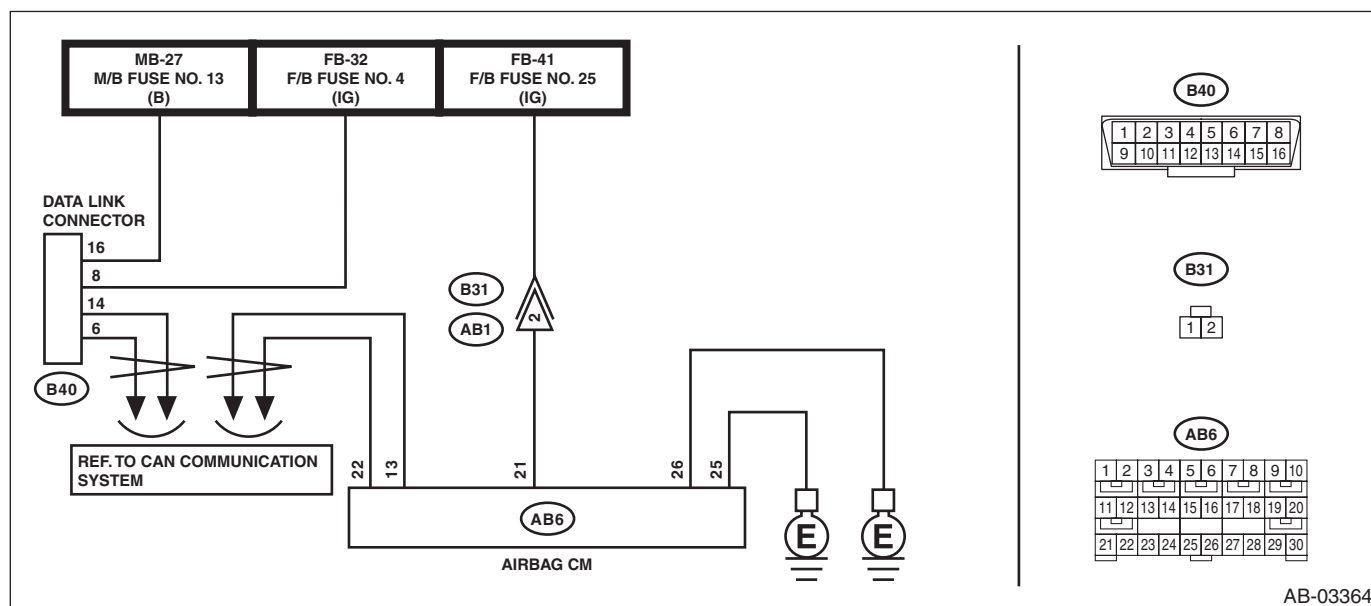 MB-27
M/B FUSE NO. 13
(B)
FB-32
F/B FUSE NO. 4
(IG)
FB-41
F/B FUSE NO. 25
(IG)
DATA LINK
CONNECTOR
16
8
14
6
B40
B31
AB1
2
REF. TO CAN COMMUNICATION
SYSTEM
22
13
21
26
25
AB6
AIRBAG CM
E
E
B40
1 2 3 4 5 6 7 8
9 10 11 12 13 14 15 16
B31
1 2
AB6
1 2 3 4 5 6 7 8 9 10
11 12 13 14 15 16 17 18 19 20
21 22 23 24 25 26 27 28 29 30
AB-03364